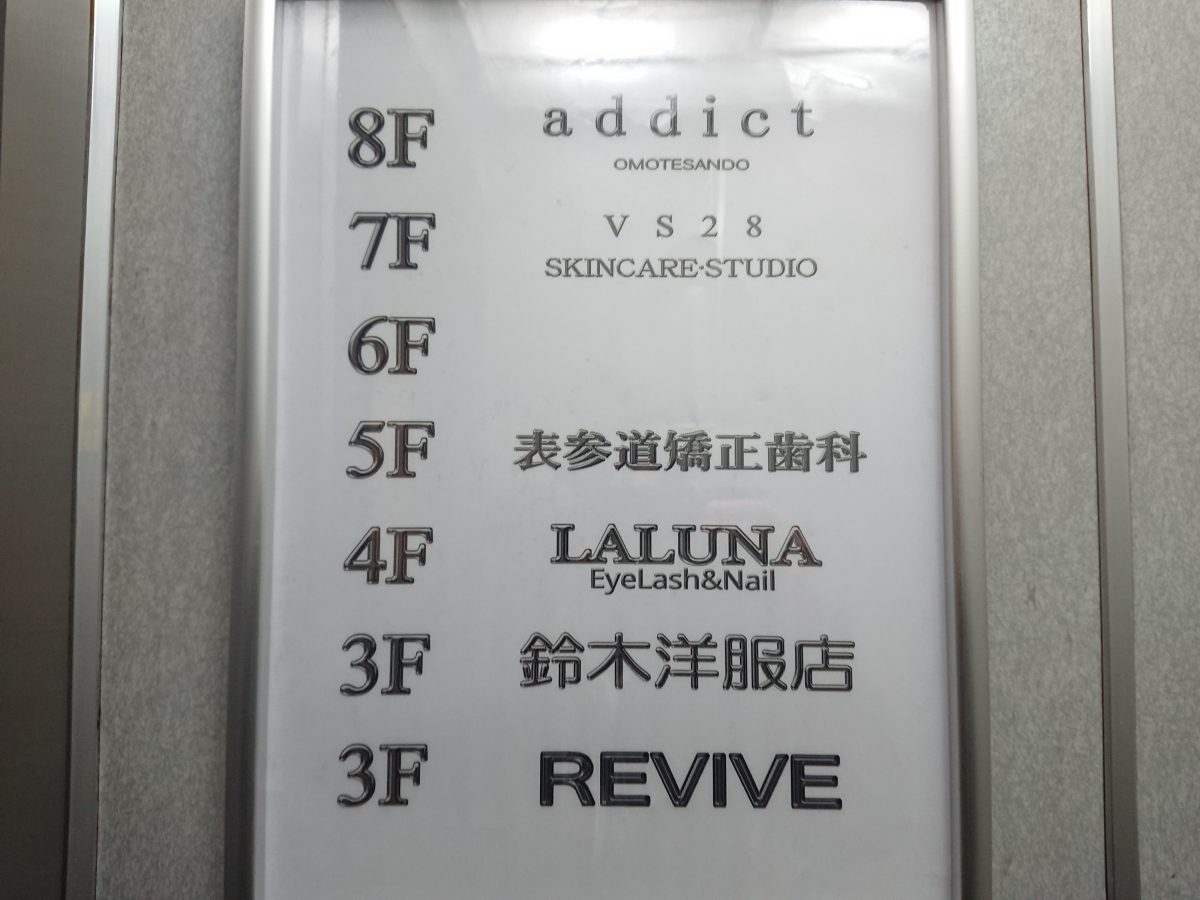 8F addict
OMOTESANDO
7F VS28
SKINCARE·STUDIO
6F
5F 表参道矯正歯科
4F LALUNA
EyeLash&Nail
3F 鈴木洋服店
3F REVIVE